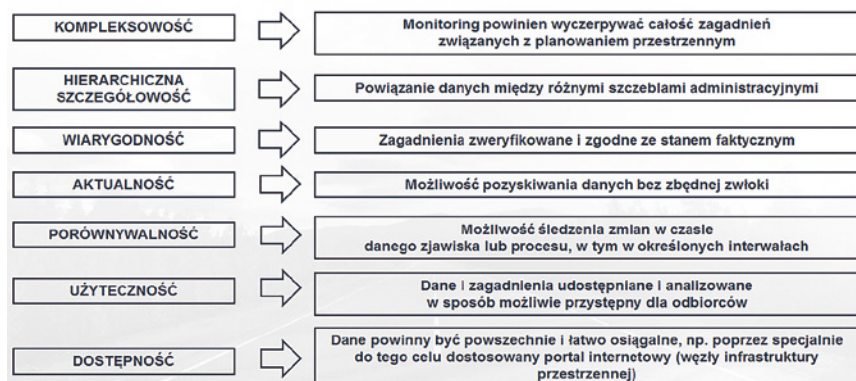 KOMPLEKSOWOŚĆ
Monitoring powinien wyczerpywać całość zagadnień
związanych z planowaniem przestrzennym
HIERARCHICZNA
SZCZEGÓŁOWOŚĆ
Powiązanie danych między różnymi szczeblami administracyjnymi
WIARYGODNOŚĆ
Zagadnienia zweryfikowane i zgodne ze stanem faktycznym
AKTUALNOŚĆ
Możliwość pozyskiwania danych bez zbędnej zwłoki
PORÓWNYWALNOŚĆ
Możliwość śledzenia zmian w czasie
danego zjawiska lub procesu, w tym w określonych interwałach
UŻYTECZNOŚĆ
Dane i zagadnienia udostępniane i analizowane
w sposób możliwie przystępny dla odbiorców
DOSTĘPNOŚĆ
Dane powinny być powszechnie i łatwo osiągalne, np. poprzez specjalnie
do tego celu dostosowany portal internetowy (węzły infrastruktury
przestrzennej)